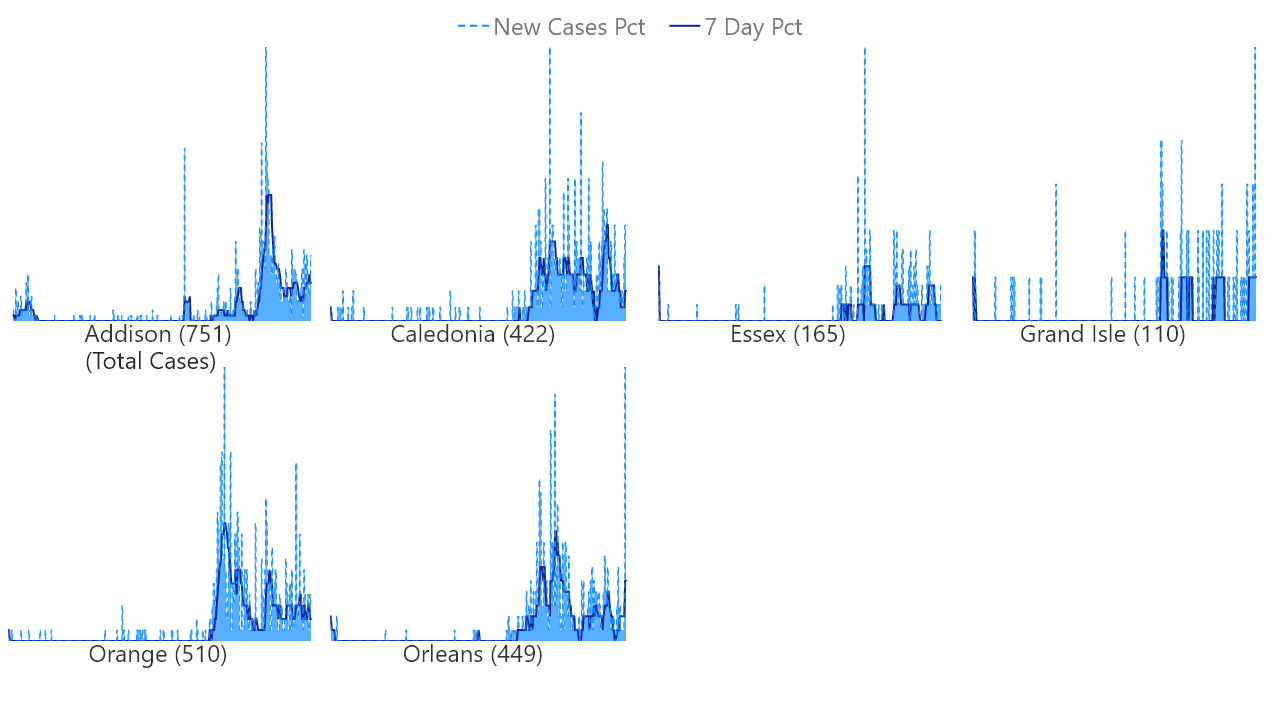 New Cases Pct 7 Day Pct
Addison (751)
(Total Cases)
Caledonia (422)
Essex (165)
Grand Isle (110)
Orange (510)
Orleans (449)